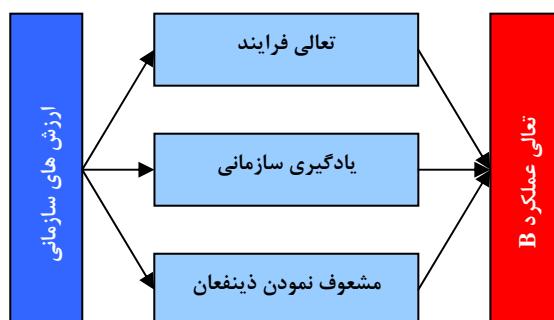 تعالی فرایند
یادگیری سازمانی
مشعوف نمودن ذینفعان
ارزش های سازمانی
تعالی عملکرد B